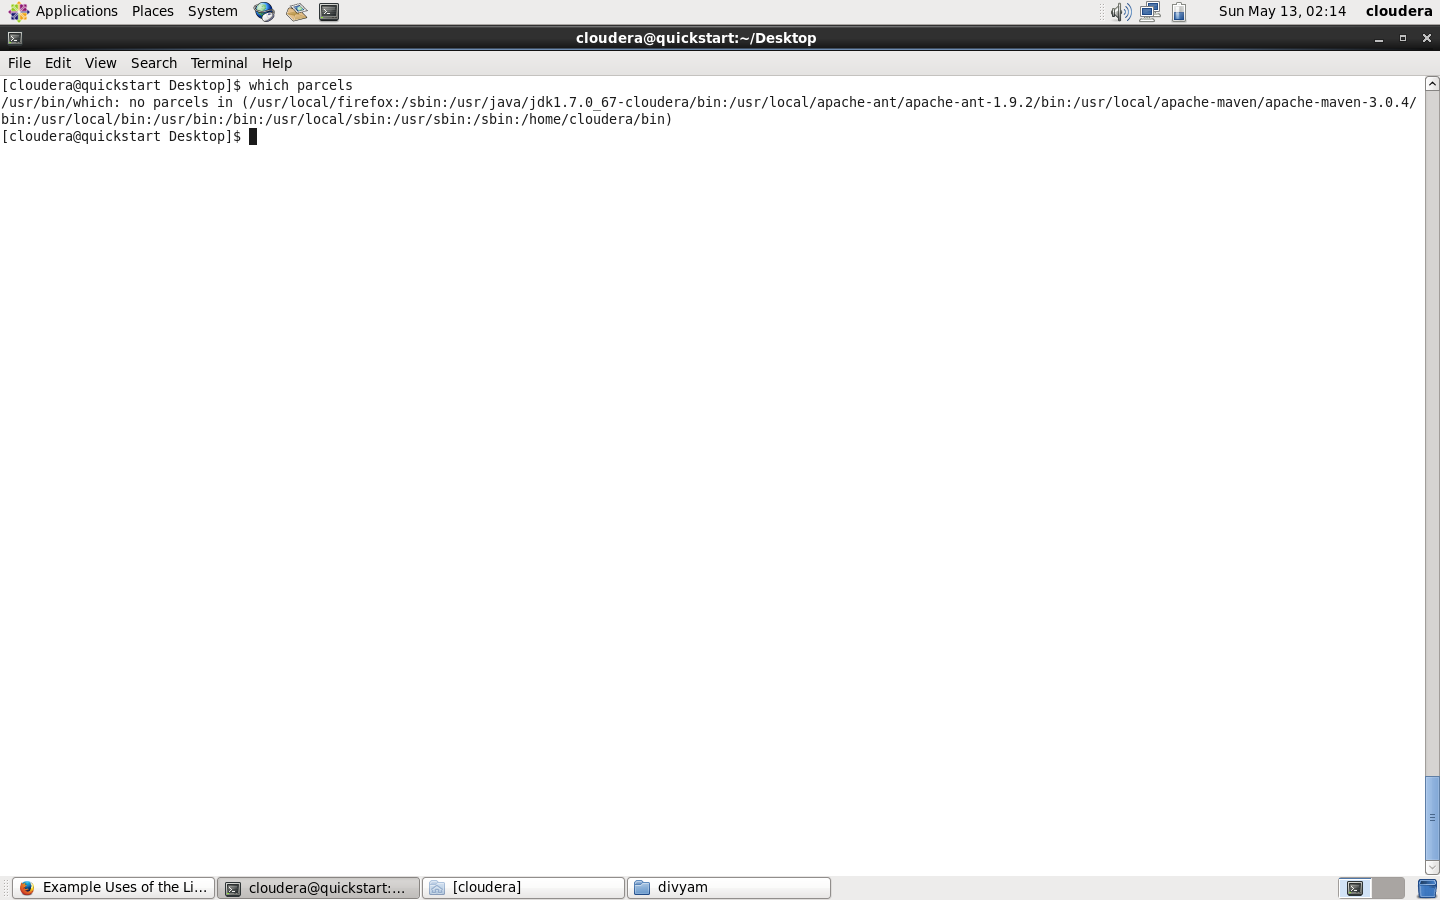 Applications Places System Sun May 13, 02:14 cloudera
cloudera@quickstart:~/Desktop
File Edit View Search Terminal Help
[cloudera@quickstart Desktop]$ which parcels
/usr/bin/which: no parcels in (/usr/local/firefox:/sbin:/usr/java/jdk1.7.0_67-cloudera/bin:/usr/local/apache-ant/apache-ant-1.9.2/bin:/usr/local/apache-maven/apache-maven-3.0.4/
bin:/usr/local/bin:/usr/bin:/bin:/usr/local/sbin:/usr/sbin:/sbin:/home/cloudera/bin)
[cloudera@quickstart Desktop]$
Example Uses of the Li... cloudera@quickstart:... [cloudera] divyam